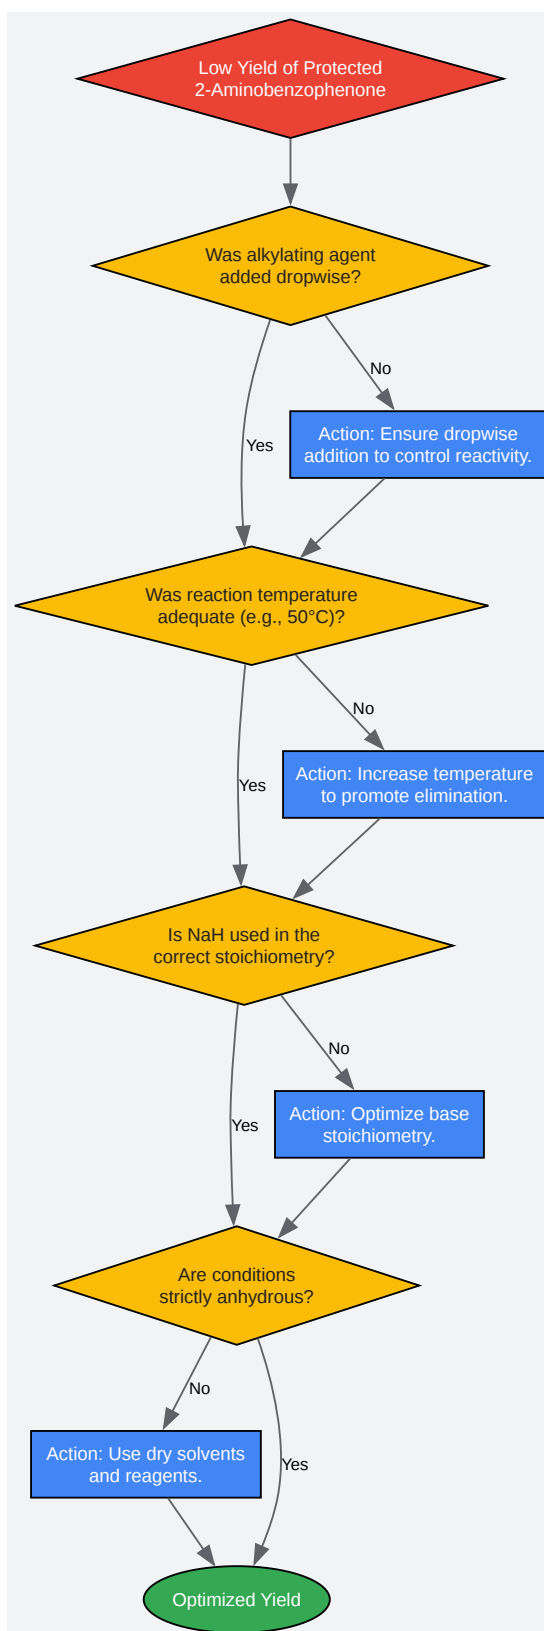 Low Yield of Protected
2-Aminobenzophenone
Was alkylating agent
added dropwise?
No
Action: Ensure dropwise
addition to control reactivity.
Yes
Was reaction temperature
adequate (e.g., 50°C)?
No
Action: Increase temperature
to promote elimination.
Yes
Is NaH used in the
correct stoichiometry?
No
Action: Optimize base
stoichiometry.
Yes
Are conditions
strictly anhydrous?
No
Action: Use dry solvents
and reagents.
Yes
Optimized Yield